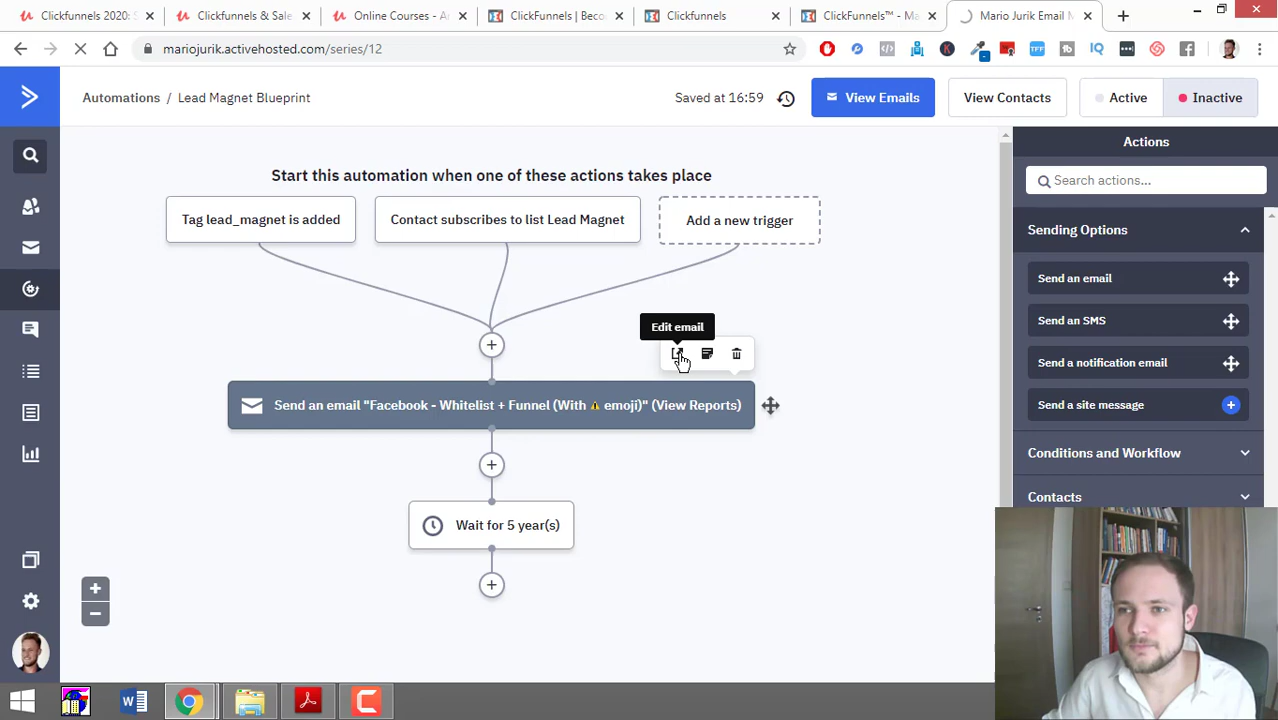 Clickfunnels 2020: S
Clickfunnels & Sale
Online Courses - A
ClickFunnels | Beco
Clickfunnels
ClickFunnels™ - Ma
Mario Jurik Email M
mariojurik.activehosted.com/series/12
Automations / Lead Magnet Blueprint
Saved at 16:59
View Emails
View Contacts
Active
Inactive
Actions
Search actions...
Start this automation when one of these actions takes place
Tag lead_magnet is added
Contact subscribes to list Lead Magnet
Add a new trigger
Sending Options
Send an email
Send an SMS
Send a notification email
Send a site message
Conditions and Workflow
Contacts
Edit email
Send an email "Facebook - Whitelist + Funnel (With ⚠ emoji)" (View Reports)
Wait for 5 year(s)